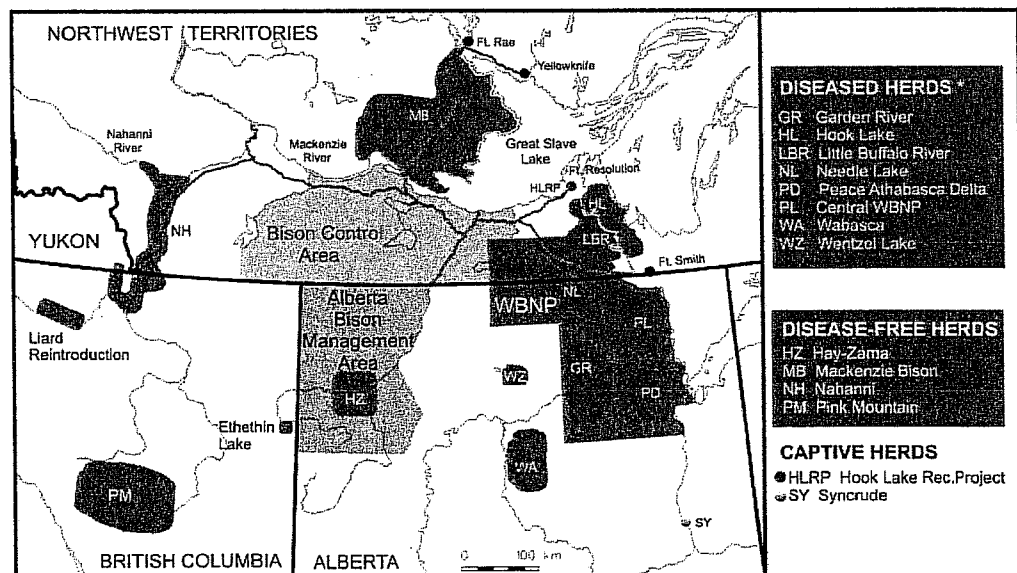 NORTHWEST TERRITORIES
Ft. Rae
Yellowknife
MB
Nahanni
River
Mackenzie
River
Great Slave
Lake
Ft. Resolution
HLRP
HL
NH
YUKON
Bison Control
Area
LBR
Ft. Smith
NL
WBNP
Alberta
Bison
Management
Area
PL
Liard
Reintroduction
WZ
GR
HZ
PD
Ethethin
Lake
WA
PM
SY
BRITISH COLUMBIA
ALBERTA
0 100 km
DISEASED HERDS *
GR Garden River
HL Hook Lake
LBR Little Buffalo River
NL Needle Lake
PD Peace Athabasca Delta
PL Central WBNP
WA Wabasca
WZ Wentzel Lake
DISEASE-FREE HERDS
HZ Hay-Zama
MB Mackenzie Bison
NH Nahanni
PM Pink Mountain
CAPTIVE HERDS
HLRP Hook Lake Rec.Project
SY Syncrude